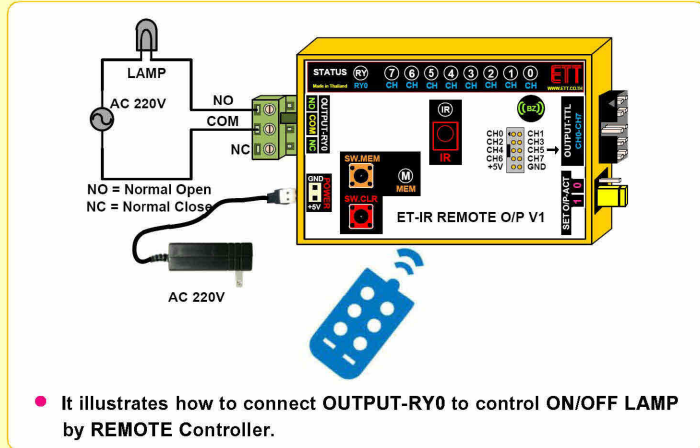 LAMP
AC 220V
NO
COM
NC
NO = Normal Open
NC = Normal Close
AC 220V
NO COM NC
OUTPUT-RY0
STATUS RY 7 6 5 4 3 2 1 0
Made in Thailand RY0 CH CH CH CH CH CH CH CH
ETT
WWW.ETT.CO.TH
IR
IR
BZ
CH0 CH1
CH2 CH3
CH4 CH5
CH6 CH7
+5V GND
OUTPUT-TTL
CH0-CH7
SW.MEM
M
MEM
SW.CLR
GND
+5V
POWER
SET O/P-ACT
1 0
ET-IR REMOTE O/P V1
It illustrates how to connect OUTPUT-RY0 to control ON/OFF LAMP
by REMOTE Controller.